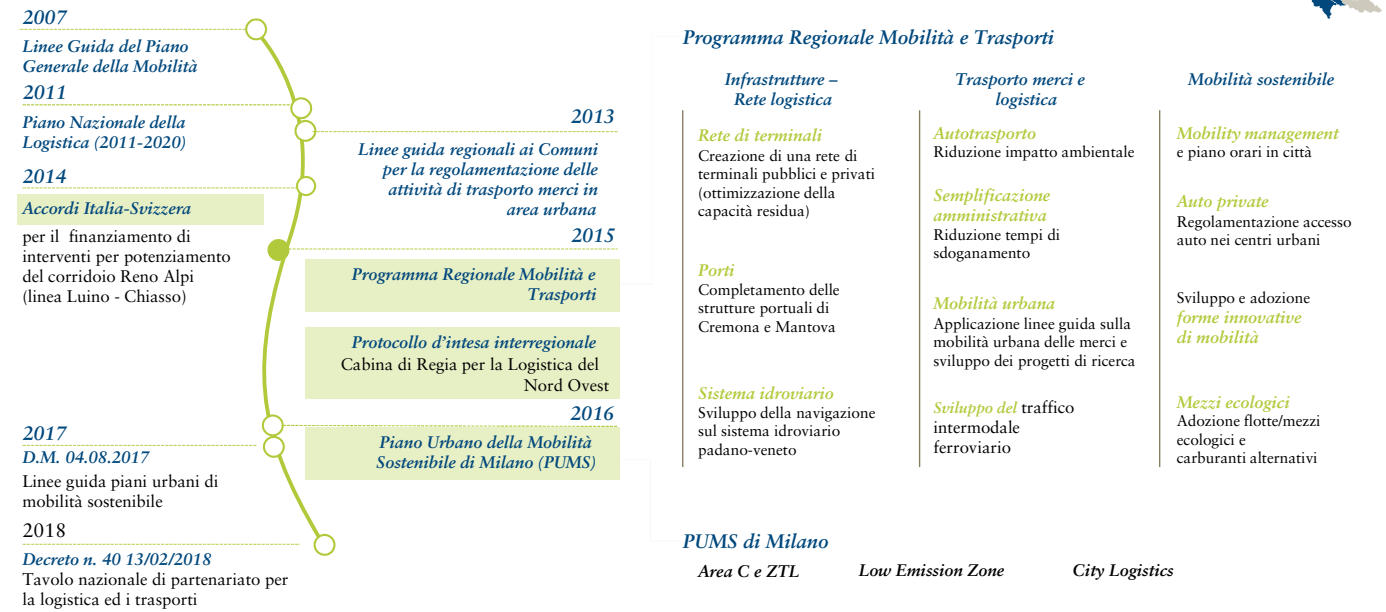 2007
Linee Guida del Piano
Generale della Mobilità
2011
Piano Nazionale della
Logistica (2011-2020)
2013
Linee guida regionali ai Comuni
per la regolamentazione delle
attività di trasporto merci in
area urbana
2014
Accordi Italia-Svizzera
per il finanziamento di
interventi per potenziamento
del corridoio Reno Alpi
(linea Luino - Chiasso)
2015
Programma Regionale Mobilità e
Trasporti
Protocollo d'intesa interregionale
Cabina di Regia per la Logistica del
Nord Ovest
2016
Piano Urbano della Mobilità
Sostenibile di Milano (PUMS)
2017
D.M. 04.08.2017
Linee guida piani urbani di
mobilità sostenibile
2018
Decreto n. 40 13/02/2018
Tavolo nazionale di partenariato per
la logistica ed i trasporti
Programma Regionale Mobilità e Trasporti
Infrastrutture –
Rete logistica
Rete di terminali
Creazione di una rete di
terminali pubblici e privati
(ottimizzazione della
capacità residua)
Porti
Completamento delle
strutture portuali di
Cremona e Mantova
Sistema idroviario
Sviluppo della navigazione
sul sistema idroviario
padano-veneto
Trasporto merci e
logistica
Autotrasporto
Riduzione impatto ambientale
Semplificazione
amministrativa
Riduzione tempi di
sdoganamento
Mobilità urbana
Applicazione linee guida sulla
mobilità urbana delle merci e
sviluppo dei progetti di ricerca
Sviluppo del traffico
intermodale
ferroviario
Mobilità sostenibile
Mobility management
e piano orari in città
Auto private
Regolamentazione accesso
auto nei centri urbani
Sviluppo e adozione
forme innovative
di mobilità
Mezzi ecologici
Adozione flotte/mezzi
ecologici e
carburanti alternativi
PUMS di Milano
Area C e ZTL
Low Emission Zone
City Logistics